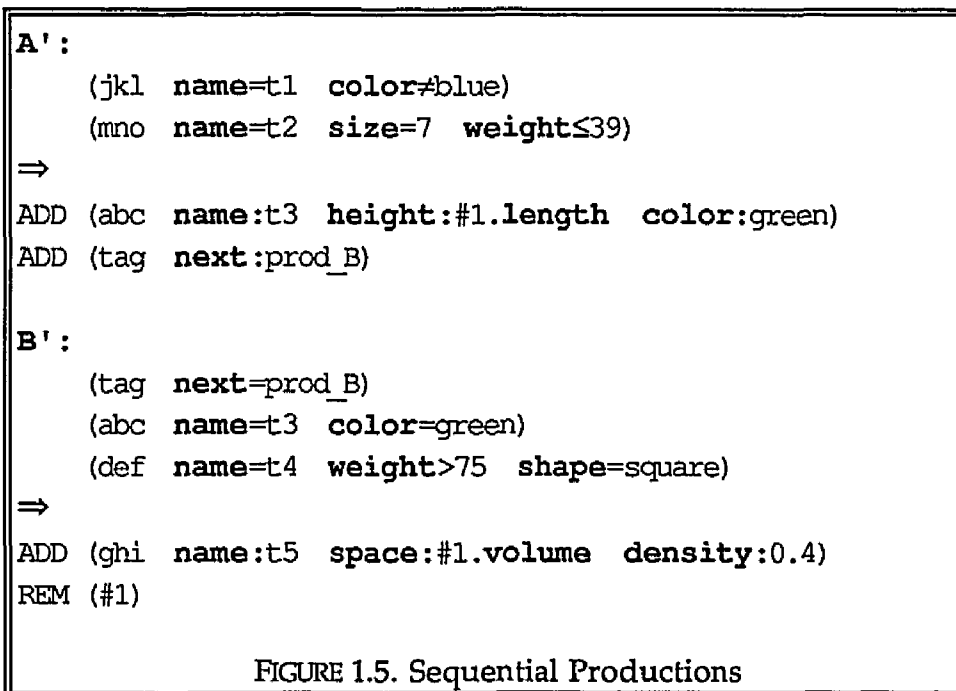 A':
(jkl name=t1 color≠blue)
(mno name=t2 size=7 weight≤39)
⇒
ADD (abc name:t3 height:#1.length color:green)
ADD (tag next:prod_B)
B':
(tag next=prod_B)
(abc name=t3 color=green)
(def name=t4 weight>75 shape=square)
⇒
ADD (ghi name:t5 space:#1.volume density:0.4)
REM (#1)
FIGURE 1.5. Sequential Productions